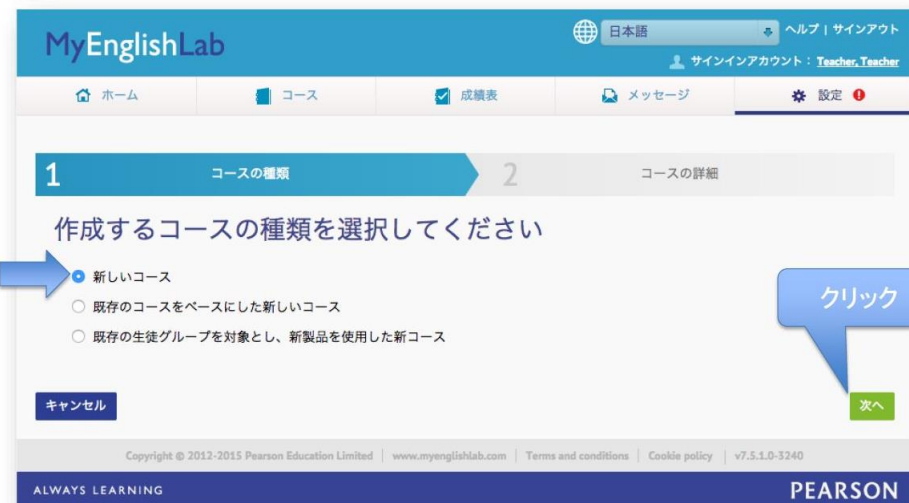 MyEnglishLab
日本語
ヘルプ | サインアウト
サインインアカウント： Teacher, Teacher
ホーム
コース
成績表
メッセージ
設定
1 コースの種類
2 コースの詳細
作成するコースの種類を選択してください
新しいコース
既存のコースをベースにした新しいコース
既存の生徒グループを対象とし、新製品を使用した新コース
クリック
キャンセル
次へ
Copyright © 2012-2015 Pearson Education Limited | www.myenglishlab.com | Terms and conditions | Cookie policy | v7.5.1.0-3240
ALWAYS LEARNING
PEARSON